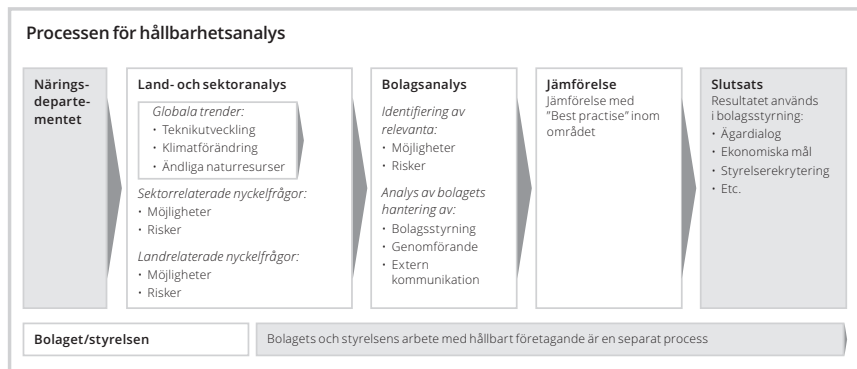 Processen för hållbarhetsanalys
Närings-
departe-
mentet
Land- och sektoranalys
Globala trender:
· Teknikutveckling
· Klimatförändring
· Ändliga naturresurser
Sektorrelaterade nyckelfrågor:
· Möjligheter
· Risker
Landrelaterade nyckelfrågor:
· Möjligheter
· Risker
Bolagsanalys
Identifiering av
relevanta:
· Möjligheter
· Risker
Analys av bolagets
hantering av:
· Bolagsstyrning
· Genomförande
· Extern
kommunikation
Jämförelse
Jämförelse med
”Best practise” inom
området
Slutsats
Resultatet används
i bolagsstyrning:
· Ägardialog
· Ekonomiska mål
· Styrelserekrytering
· Etc.
Bolaget/styrelsen
Bolagets och styrelsens arbete med hållbart företagande är en separat process